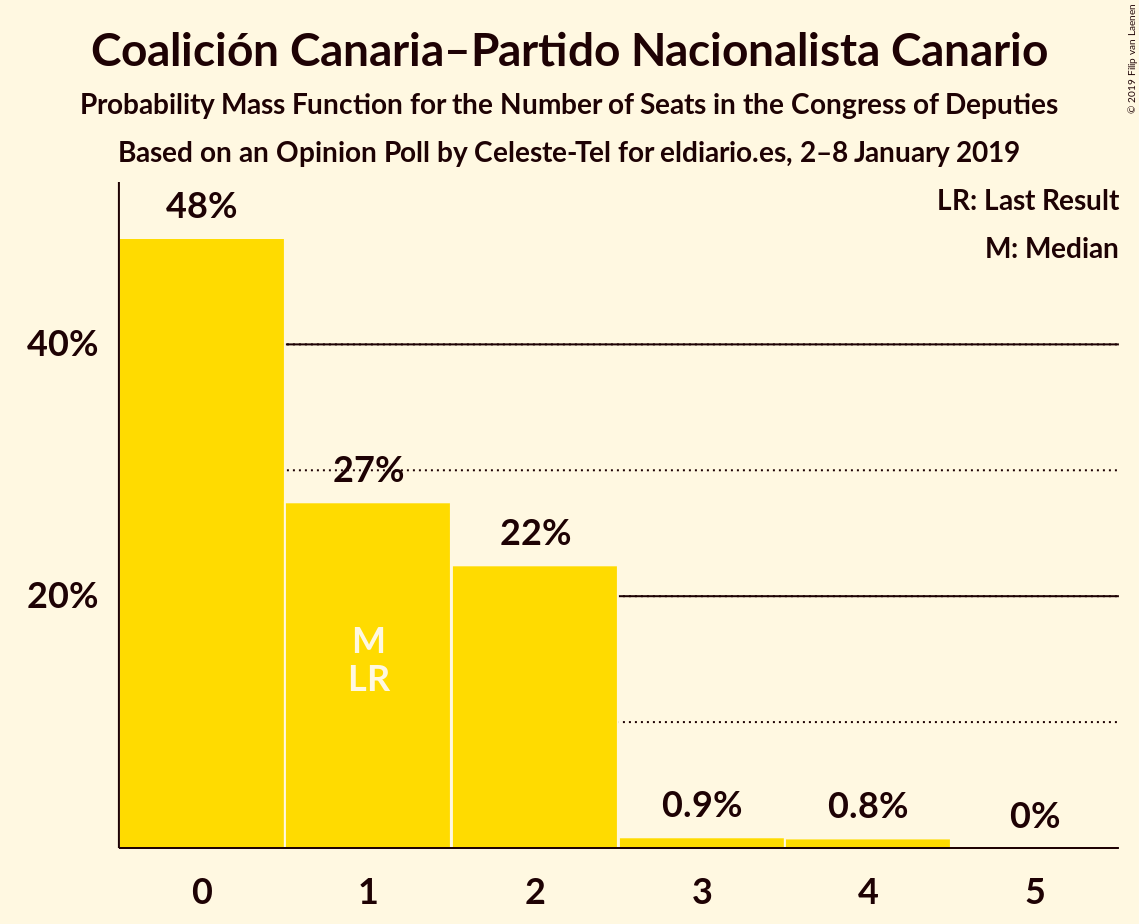 Coalición Canaria–Partido Nacionalista Canario
Probability Mass Function for the Number of Seats in the Congress of Deputies
Based on an Opinion Poll by Celeste-Tel for eldiario.es, 2–8 January 2019
© 2019 Filip van Laenen
LR: Last Result
M: Median
48%
40%
27%
22%
20%
M
LR
0.9%
0.8%
0%
0 1 2 3 4 5